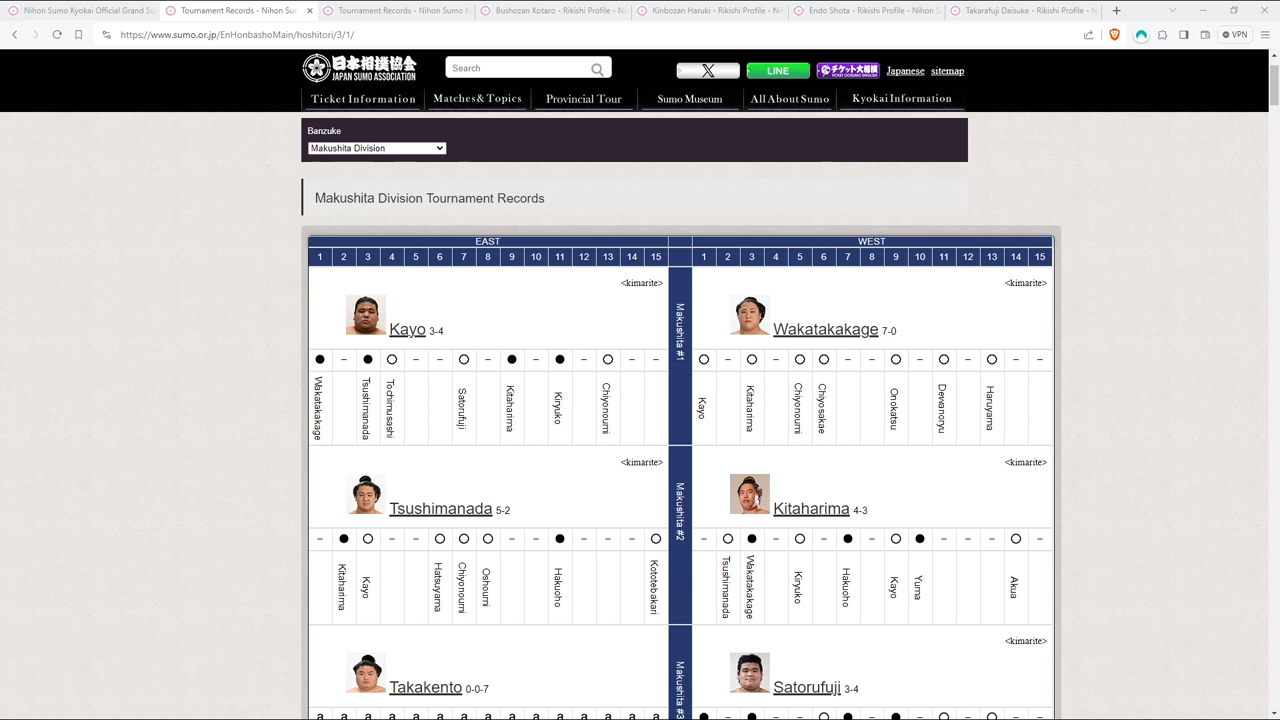 Nihon Sumo Kyokai Official Grand Su
Tournament Records - Nihon Sum
Tournament Records - Nihon Sumo K
Bushozan Kotaro - Rikishi Profile - Ni
Kinbozan Haruki - Rikishi Profile - Nil
Endo Shota - Rikishi Profile - Nihon S
Takarafuji Daisuke - Rikishi Profile - N
https://www.sumo.or.jp/EnHonbashoMain/hoshitori/3/1/
VPN
日本相撲協会
JAPAN SUMO ASSOCIATION
Search
X
LINE
チケット大相撲
TICKET OOSUMO ENGLISH
Japanese
sitemap
Ticket Information
Matches & Topics
Provincial Tour
Sumo Museum
All About Sumo
Kyokai Information
Banzuke
Makushita Division
Makushita Division Tournament Records
EAST WEST
1 2 3 4 5 6 7 8 9 10 11 12 13 14 15 1 2 3 4 5 6 7 8 9 10 11 12 13 14 15
<kimarite> <kimarite>
Kayo 3-4
Makushita #1
Wakatakakage 7-0
● – ● ○ – – ○ – ● – ● – ○ – – ○ – ○ – ○ ○ – – ○ – ○ – ○ – –
Wakatakakage
Tsushimanada
Tochimusashi
Satorufuji
Kitaharima
Kiryuko
Chiyonoumi
Kayo
Kitaharima
Chiyonoumi
Chiyosakae
Onokatsu
Dewanoryu
Haruyama
<kimarite> <kimarite>
Tsushimanada 5-2
Makushita #2
Kitaharima 4-3
– ● ○ – – ○ ○ ○ – – ● – – – ○ – ○ ● – ○ – ● – ○ ● – – – ○ –
Kitaharima
Kayo
Hatsuyama
Chiyonoumi
Oshoumi
Hakuoho
Kototebakari
Tsushimanada
Wakatakakage
Kiryuko
Hakuoho
Kayo
Yuma
Akua
<kimarite>
Takakento 0-0-7
Makushita #3
Satorufuji 3-4
a a a a a a a a a a a a a a a ● – ● – – ○ ● – ● – ○ – ○ – –